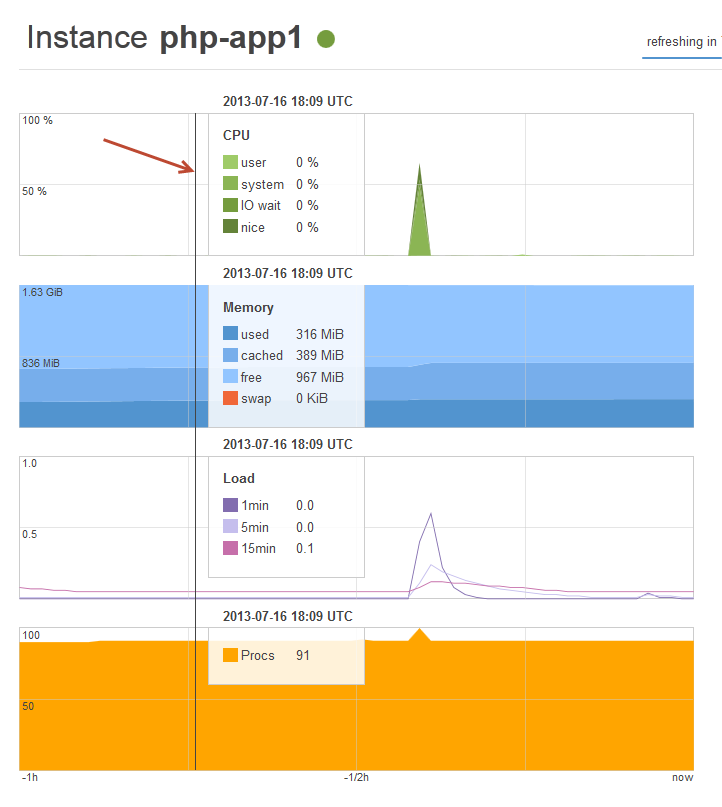 Instance php-app1
refreshing in
2013-07-16 18:09 UTC
100 %
CPU
user 0 %
system 0 %
50 %
IO wait 0 %
nice 0 %
2013-07-16 18:09 UTC
1.63 GiB
Memory
used 316 MiB
cached 389 MiB
836 MiB
free 967 MiB
swap 0 KiB
2013-07-16 18:09 UTC
1.0
Load
1min 0.0
5min 0.0
0.5
15min 0.1
2013-07-16 18:09 UTC
100
Procs 91
50
-1h -1/2h now